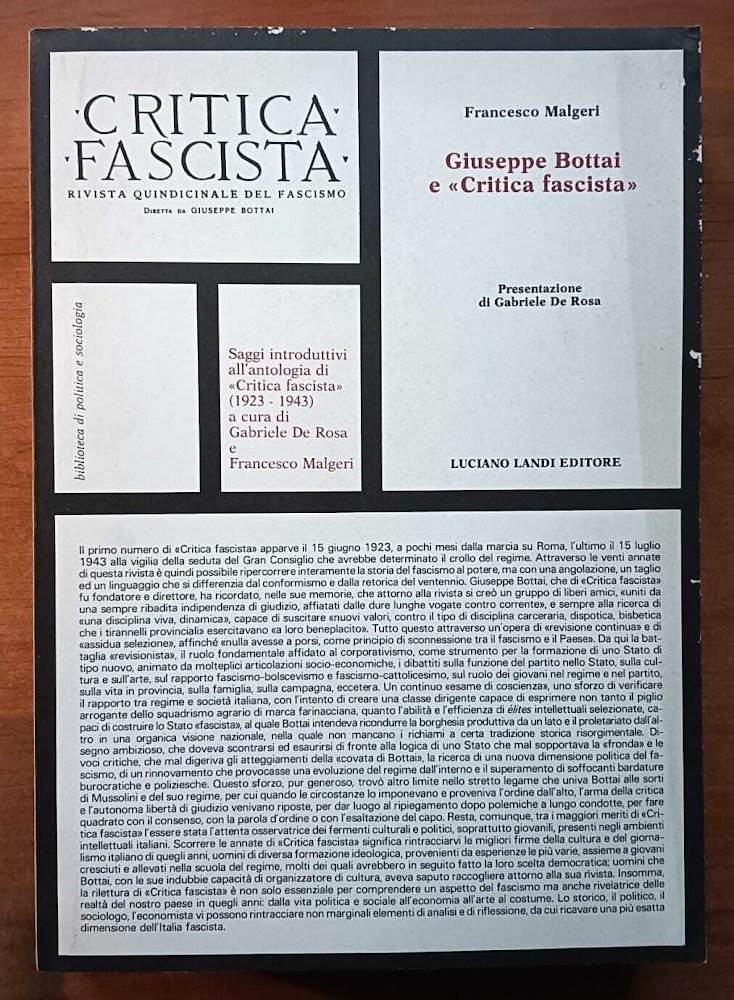 CRITICA
FASCISTA
RIVISTA QUINDICINALE DEL FASCISMO
DIRETTA DA GIUSEPPE BOTTAI
Francesco Malgeri
Giuseppe Bottai
e «Critica fascista»
Presentazione
di Gabriele De Rosa
LUCIANO LANDI EDITORE
biblioteca di politica e sociologia
Saggi introduttivi
all'antologia di
«Critica fascista»
(1923 - 1943)
a cura di
Gabriele De Rosa
e
Francesco Malgeri
Il primo numero di «Critica fascista» apparve il 15 giugno 1923, a pochi mesi dalla marcia su Roma, l'ultimo il 15 luglio
1943 alla vigilia della seduta del Gran Consiglio che avrebbe determinato il crollo del regime. Attraverso le venti annate
di questa rivista è quindi possibile ripercorrere interamente la storia del fascismo al potere, ma con una angolazione, un taglio
ed un linguaggio che si differenzia dal conformismo e dalla retorica del ventennio. Giuseppe Bottai, che di «Critica fascista»
fu fondatore e direttore, ha ricordato, nelle sue memorie, che attorno alla rivista si creò un gruppo di liberi amici, «uniti da
una sempre ribadita indipendenza di giudizio, affiatati dalle dure lunghe vogate contro corrente», e sempre alla ricerca di
«una disciplina viva, dinamica», capace di suscitare «nuovi valori, contro il tipo di disciplina carceraria, dispotica, bisbetica
che i tirannelli provinciali» esercitavano «a loro beneplacito». Tutto questo attraverso un'opera di «revisione continua» e di
«assidua selezione», affinché «nulla avesse a porsi, come principio di sconnessione tra il fascismo e il Paese». Da qui la bat-
taglia «revisionista», il ruolo fondamentale affidato al corporativismo, come strumento per la formazione di uno Stato di
tipo nuovo, animato da molteplici articolazioni socio-economiche, i dibattiti sulla funzione del partito nello Stato, sulla cul-
tura e sull'arte, sul rapporto fascismo-bolscevismo e fascismo-cattolicesimo, sul ruolo dei giovani nel regime e nel partito,
sulla vita in provincia, sulla famiglia, sulla campagna, eccetera. Un continuo «esame di coscienza», uno sforzo di verificare
il rapporto tra regime e società italiana, con l'intento di creare una classe dirigente capace di esprimere non tanto il piglio
arrogante dello squadrismo agrario di marca farinacciana, quanto l'abilità e l'efficienza di élites intellettuali selezionate, ca-
paci di costruire lo Stato «fascista», al quale Bottai intendeva ricondurre la borghesia produttiva da un lato e il proletariato dall'al-
tro in una organica visione nazionale, nella quale non mancano i richiami a certa tradizione storica risorgimentale. Di-
segno ambizioso, che doveva scontrarsi ed esaurirsi di fronte alla logica di uno Stato che mal sopportava la «fronda» e le
voci critiche, che mal digeriva gli atteggiamenti della «covata di Bottai», la ricerca di una nuova dimensione politica del fa-
scismo, di un rinnovamento che provocasse una evoluzione del regime dall'interno e il superamento di soffocanti bardature
burocratiche e poliziesche. Questo sforzo, pur generoso, trovò altro limite nello stretto legame che univa Bottai alle sorti
di Mussolini e del suo regime, per cui quando le circostanze lo imponevano e proveniva l'ordine dall'alto, l'arma della critica
e l'autonoma libertà di giudizio venivano riposte, per dar luogo al ripiegamento dopo polemiche a lungo condotte, per fare
quadrato con il consenso, con la parola d'ordine o con l'esaltazione del capo. Resta, comunque, tra i maggiori meriti di «Cri-
tica fascista» l'essere stata l'attenta osservatrice dei fermenti culturali e politici, soprattutto giovanili, presenti negli ambienti
intellettuali italiani. Scorrere le annate di «Critica fascista» significa rintracciarvi le migliori firme della cultura e del giorna-
lismo italiano di quegli anni, uomini di diversa formazione ideologica, provenienti da esperienze le più varie, assieme a giovani
cresciuti e allevati nella scuola del regime, molti dei quali avrebbero in seguito fatto la loro scelta democratica; uomini che
Bottai, con le sue indubbie capacità di organizzatore di cultura, aveva saputo raccogliere attorno alla sua rivista. Insomma,
la rilettura di «Critica fascista» è non solo essenziale per comprendere un aspetto del fascismo ma anche rivelatrice delle
realtà del nostro paese in quegli anni: dalla vita politica e sociale all'economia all'arte al costume. Lo storico, il politico, il
sociologo, l'economista vi possono rintracciare non marginali elementi di analisi e di riflessione, da cui ricavare una più esatta
dimensione dell'Italia fascista.